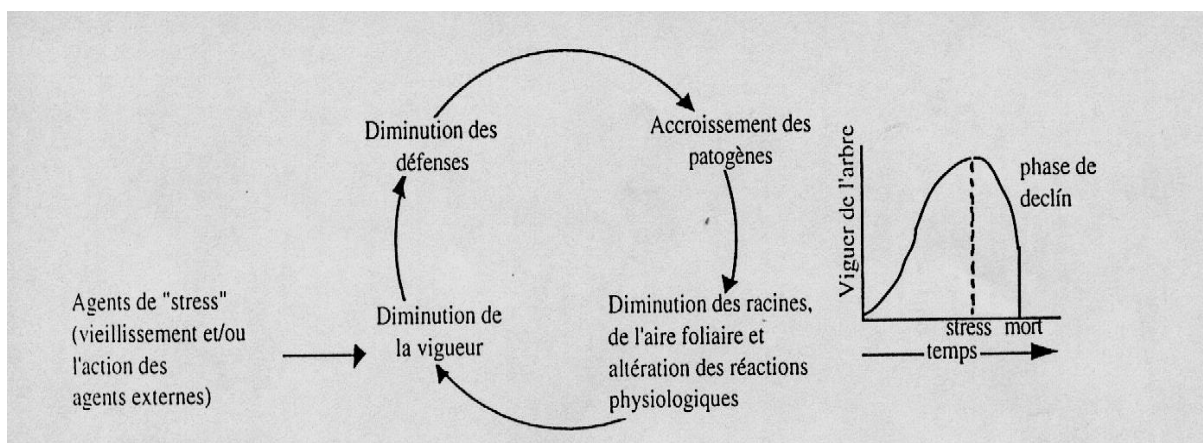 Diminution des
défenses
Accroissement des
patogènes
Agents de "stress"
(vieillissement et/ou
l'action des
agents externes)
Diminution de
la vigueur
Diminution des racines,
de l'aire foliaire et
altération des réactions
physiologiques
Viguer de l'arbre
phase de
declín
stress mort
temps